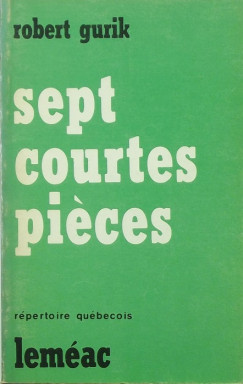 robert gurik
sept
courtes
pièces
répertoire québecois
leméac